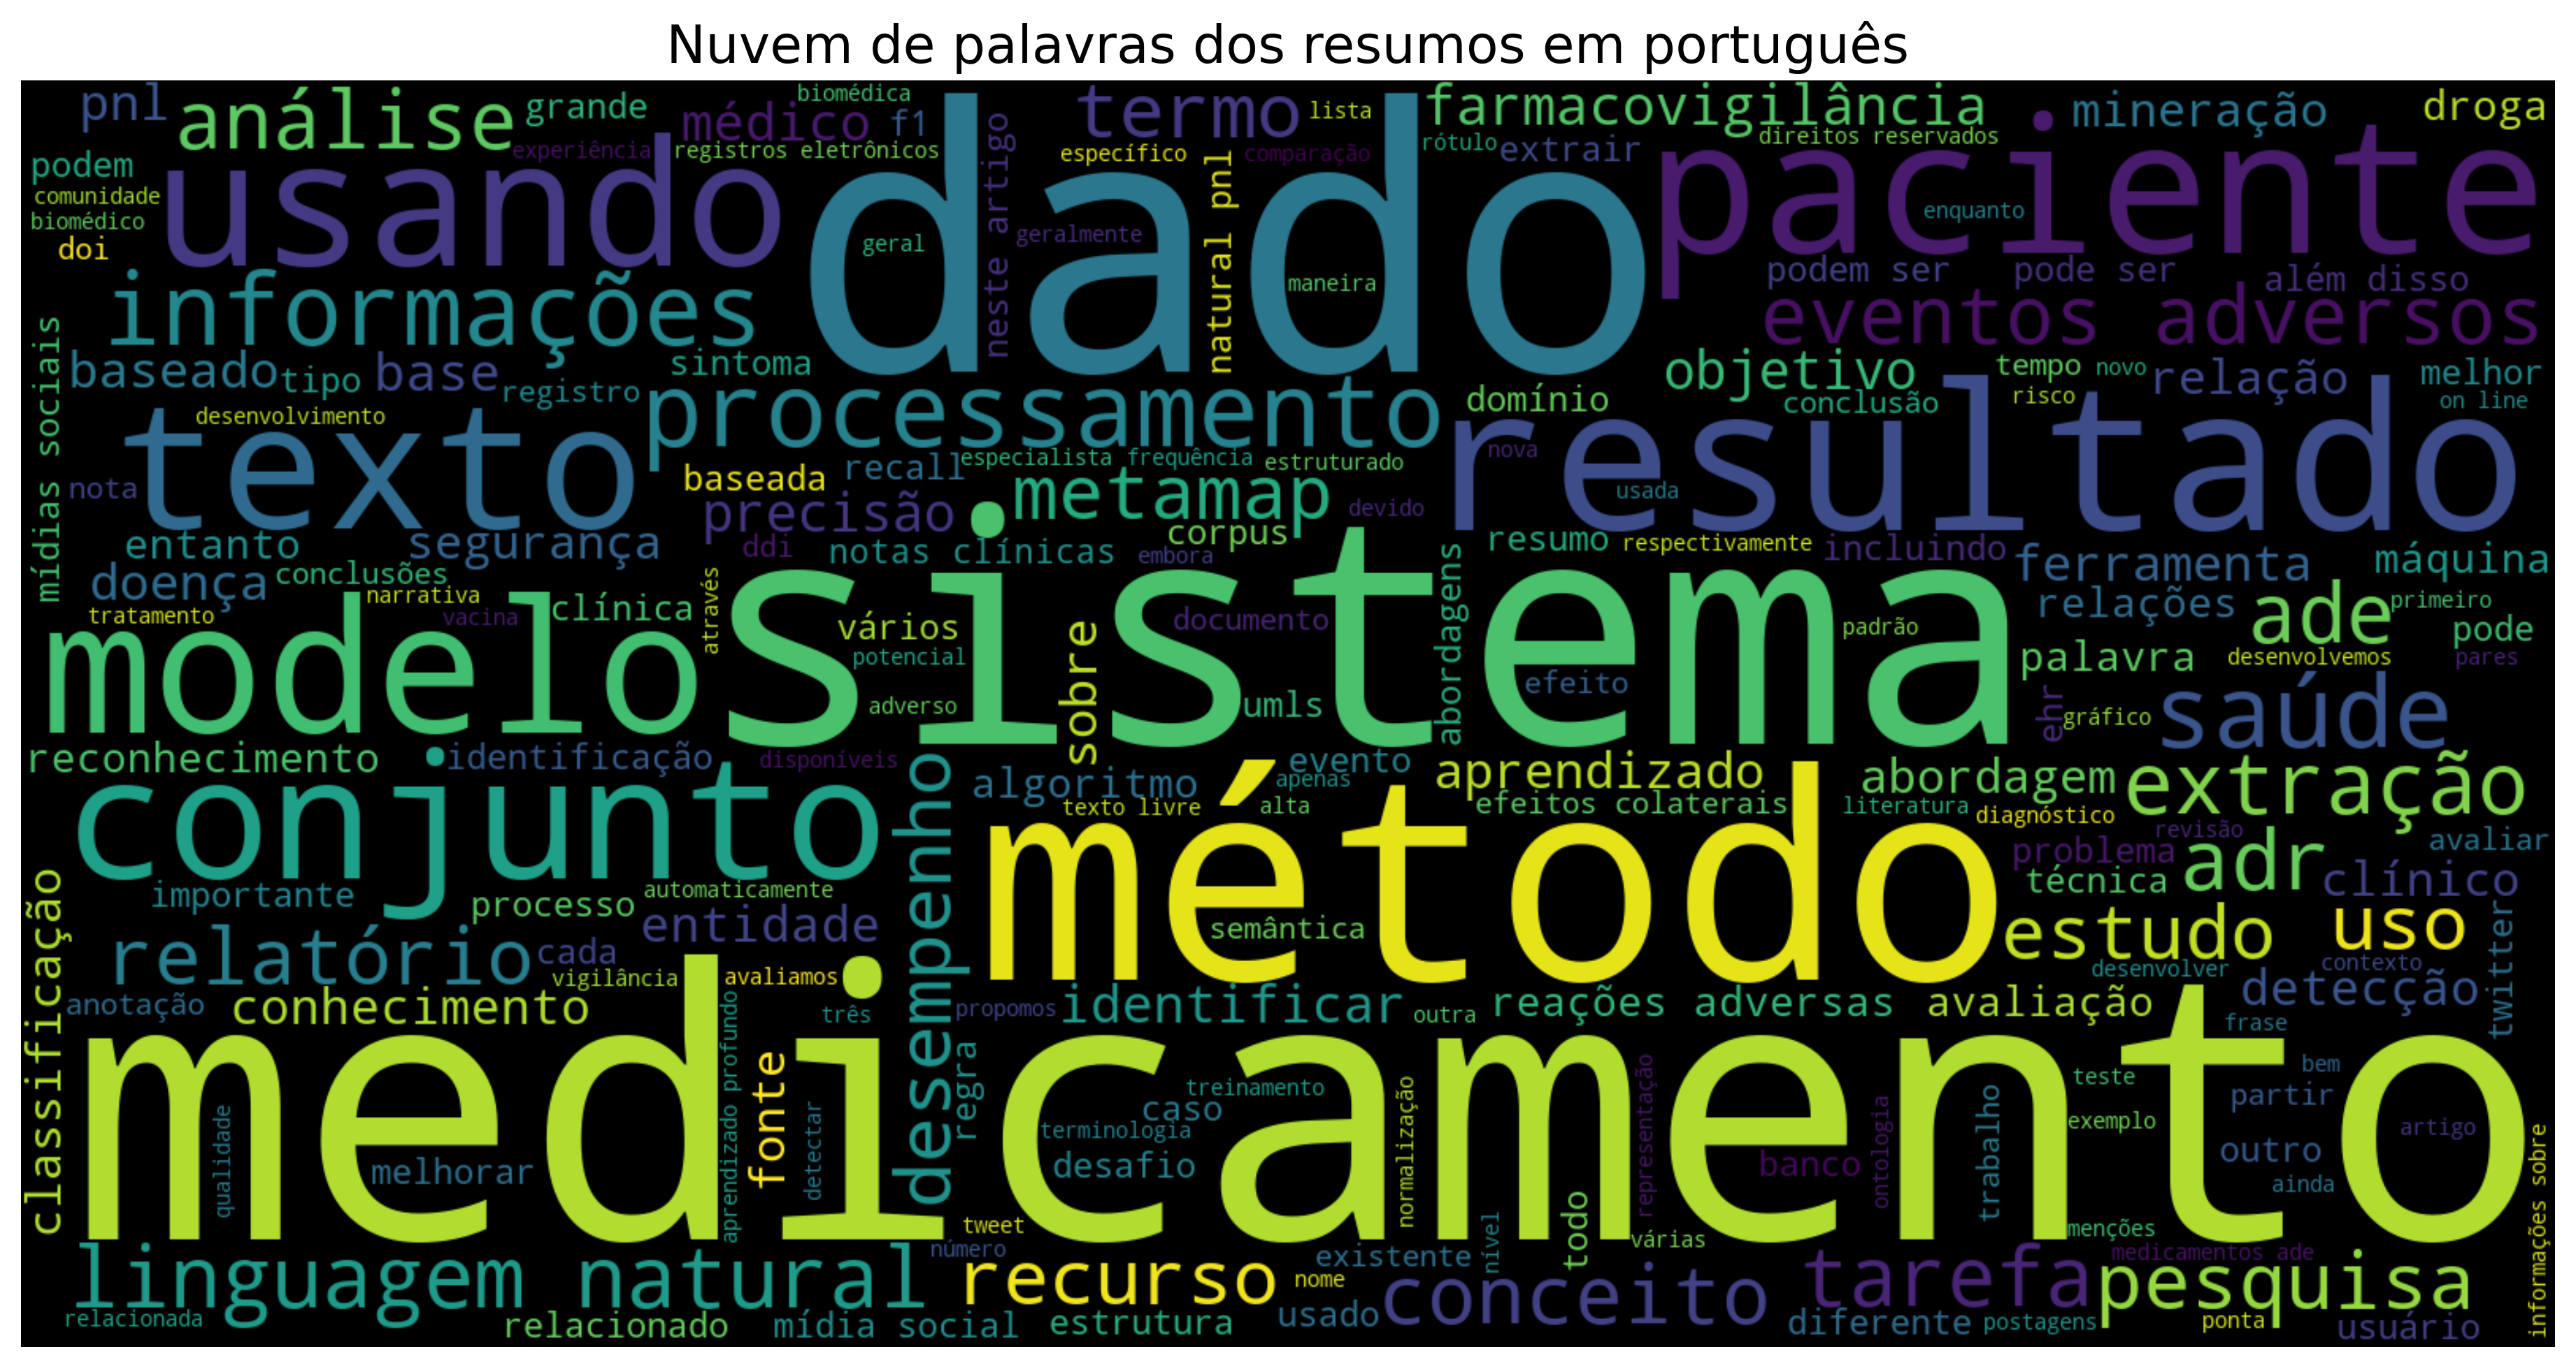 Nuvem de palavras dos resumos em português
pnl
análise
grande
médico
biomédica
f1
termo
lista
farmacovigilância
mineração
droga
podem
experiência
registros eletrônicos
neste artigo
específico
comparação
rótulo
extrair
direitos reservados
comunidade
biomédico
doi
usando
dado
geral
geralmente
natural pnl
maneira
paciente
enquanto
podem ser
pode ser
além disso
informações
eventos adversos
mídias sociais
baseado
tipo
base
registro
sintoma
processamento
objetivo
tempo
novo
relação
melhor
domínio
conclusão
risco
on line
desenvolvimento
texto
nota
baseada
recall
especialista
frequência
estruturado
resultado
nova
usada
precisão
metamap
devido
corpus
entanto
segurança
ddi
notas clínicas
embora
resumo
respectivamente
incluindo
ferramenta
máquina
doença
conclusões
narrativa
tratamento
vacina
clínica
através
vários
sobre
documento
abordagens
padrão
relações
ade
primeiro
pode
modelo
sistema
potencial
adverso
umls
efeito
palavra
desenvolvemos
pares
ehr
gráfico
saúde
reconhecimento
identificação
disponíveis
desempenho
algoritmo
evento
apenas
aprendizado
abordagem
extração
conjunto
texto livre
alta
efeitos colaterais
literatura
diagnóstico
revisão
problema
avaliar
método
adr
técnica
clínico
classificação
importante
processo
automaticamente
entidade
semântica
estudo
uso
twitter
relatório
cada
vigilância
avaliamos
desenvolver
contexto
detecção
anotação
conhecimento
aprendizado profundo
três
propomos
identificar
outra
reações adversas
avaliação
frase
medicamento
fonte
regra
treinamento
caso
terminologia
desafio
normalização
representação
banco
ontologia
trabalho
teste
exemplo
bem
partir
artigo
outro
ainda
informações sobre
qualidade
melhorar
detectar
tweet
número
nível
todo
várias
menções
medicamentos ade
linguagem natural
recurso
nome
existente
conceito
tarefa
pesquisa
relacionada
relacionado
mídia social
estrutura
usado
diferente
postagens
ponta
usuário